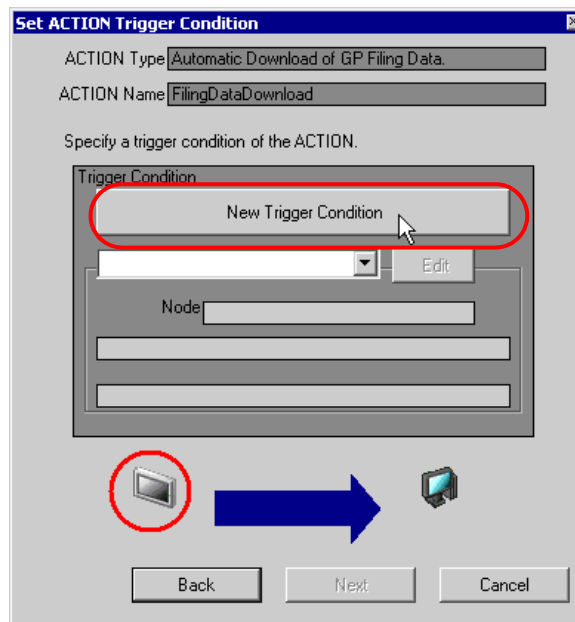 Set ACTION Trigger Condition
ACTION Type Automatic Download of GP Filing Data.
ACTION Name FilingDataDownload
Specify a trigger condition of the ACTION.
Trigger Condition
New Trigger Condition
Edit
Node
Back Next Cancel